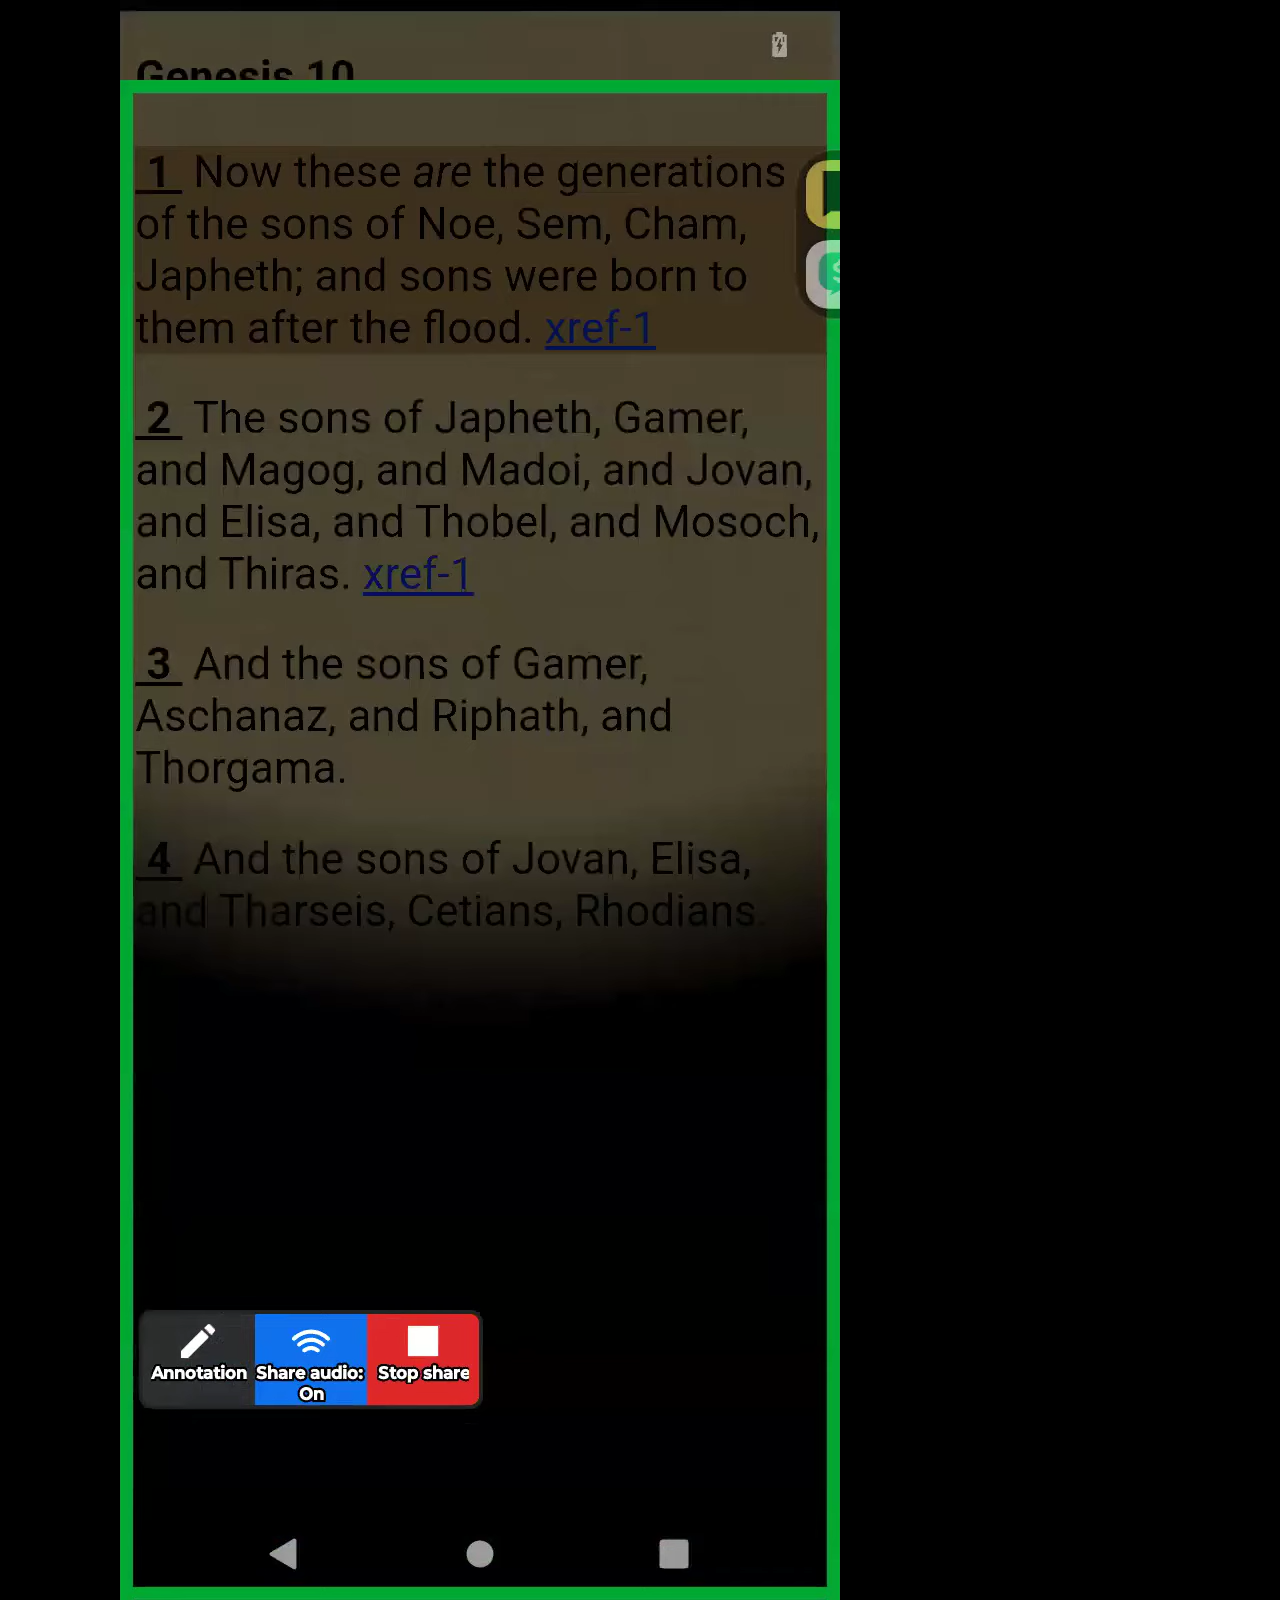 Genesis 10
1 Now these are the generations
of the sons of Noe, Sem, Cham,
Japheth; and sons were born to
them after the flood. xref-1
2 The sons of Japheth, Gamer,
and Magog, and Madoi, and Jovan,
and Elisa, and Thobel, and Mosoch,
and Thiras. xref-1
3 And the sons of Gamer,
Aschanaz, and Riphath, and
Thorgama.
4 And the sons of Jovan, Elisa,
and Tharseis, Cetians, Rhodians.
Annotation
Share audio:
On
Stop share